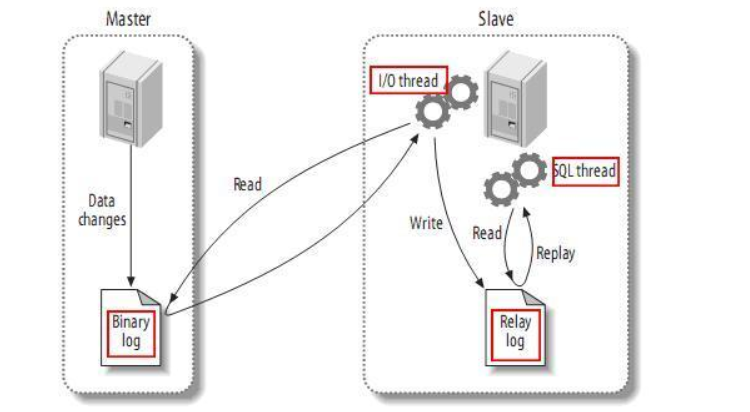 Master
Slave
I/O thread
SQL thread
Read
Data
changes
Write
Read
Replay
Binary
log
Relay
log